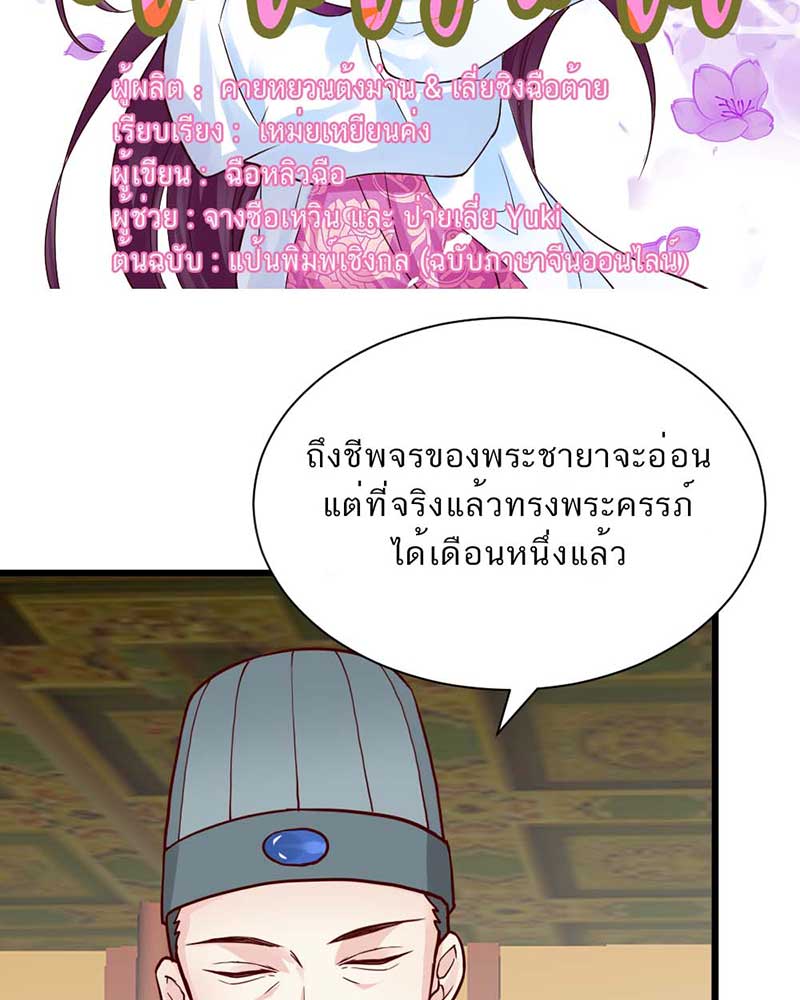 ผู้ผลิต : คายหยวนต้งม่าน & เลี่ยซิงฉือต้าย
เรียบเรียง : เหม่ยเหยียนค่ง
ผู้เขียน : ฉือหลิวฉือ
ผู้ช่วย : จางซือเหวิน และ ป่ายเลี่ย Yuki
ต้นฉบับ : แป้นพิมพ์เชิงกล (ฉบับภาษาจีนออนไลน์)
ถึงชีพจรของพระชายาจะอ่อน
แต่ที่จริงแล้วทรงพระครรภ์
ได้เดือนหนึ่งแล้ว